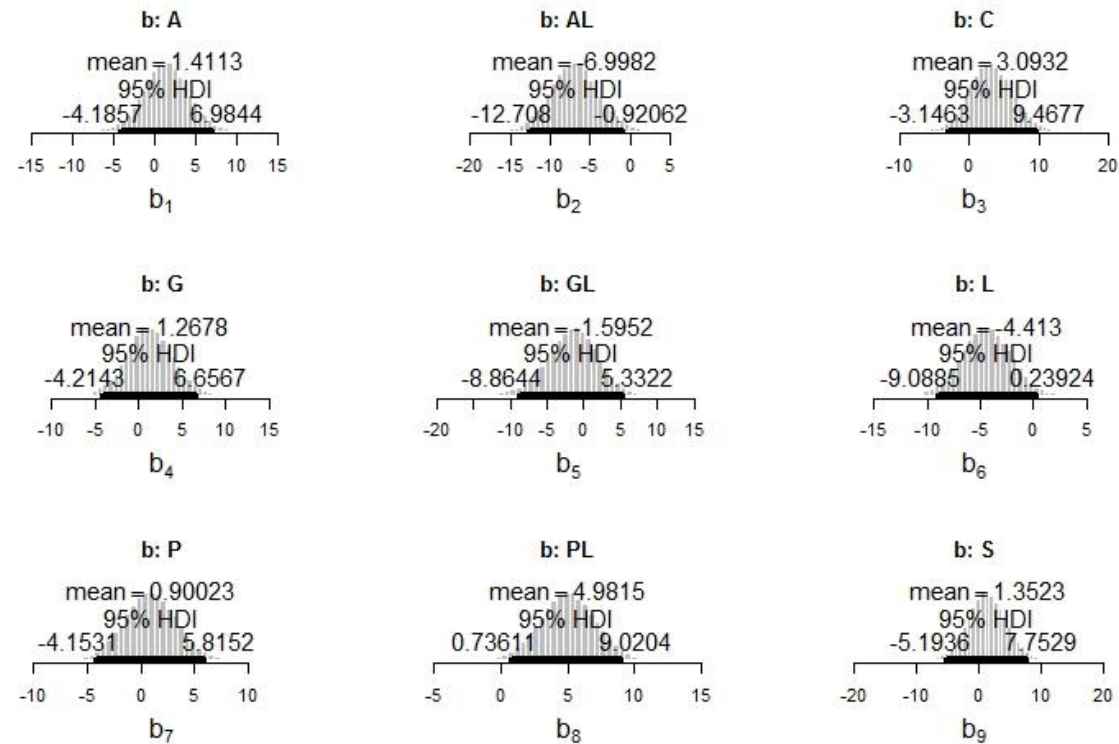 b: A
mean = 1.4113
95% HDI
-4.1857 6.9844
-15 -10 -5 0 5 10 15
b1
b: AL
mean = -6.9982
95% HDI
-12.708 -0.92062
-20 -15 -10 -5 0 5
b2
b: C
mean = 3.0932
95% HDI
-3.1463 9.4677
-10 0 10 20
b3
b: G
mean = 1.2678
95% HDI
-4.2143 6.6567
-10 -5 0 5 10 15
b4
b: GL
mean = -1.5952
95% HDI
-8.8644 5.3322
-20 -10 -5 0 5 10 15
b5
b: L
mean = -4.413
95% HDI
-9.0885 0.23924
-15 -10 -5 0 5
b6
b: P
mean = 0.90023
95% HDI
-4.1531 5.8152
-10 -5 0 5 10
b7
b: PL
mean = 4.9815
95% HDI
0.73611 9.0204
-5 0 5 10 15
b8
b: S
mean = 1.3523
95% HDI
-5.1936 7.7529
-20 -10 0 10 20
b9